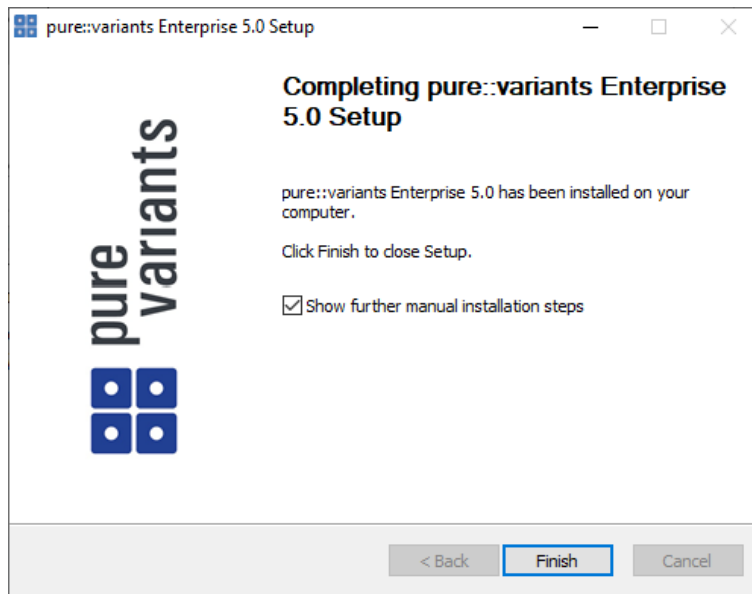 pure::variants Enterprise 5.0 Setup
Completing pure::variants Enterprise
5.0 Setup
pure::variants Enterprise 5.0 has been installed on your
computer.
Click Finish to close Setup.
Show further manual installation steps
pure
variants
< Back
Finish
Cancel